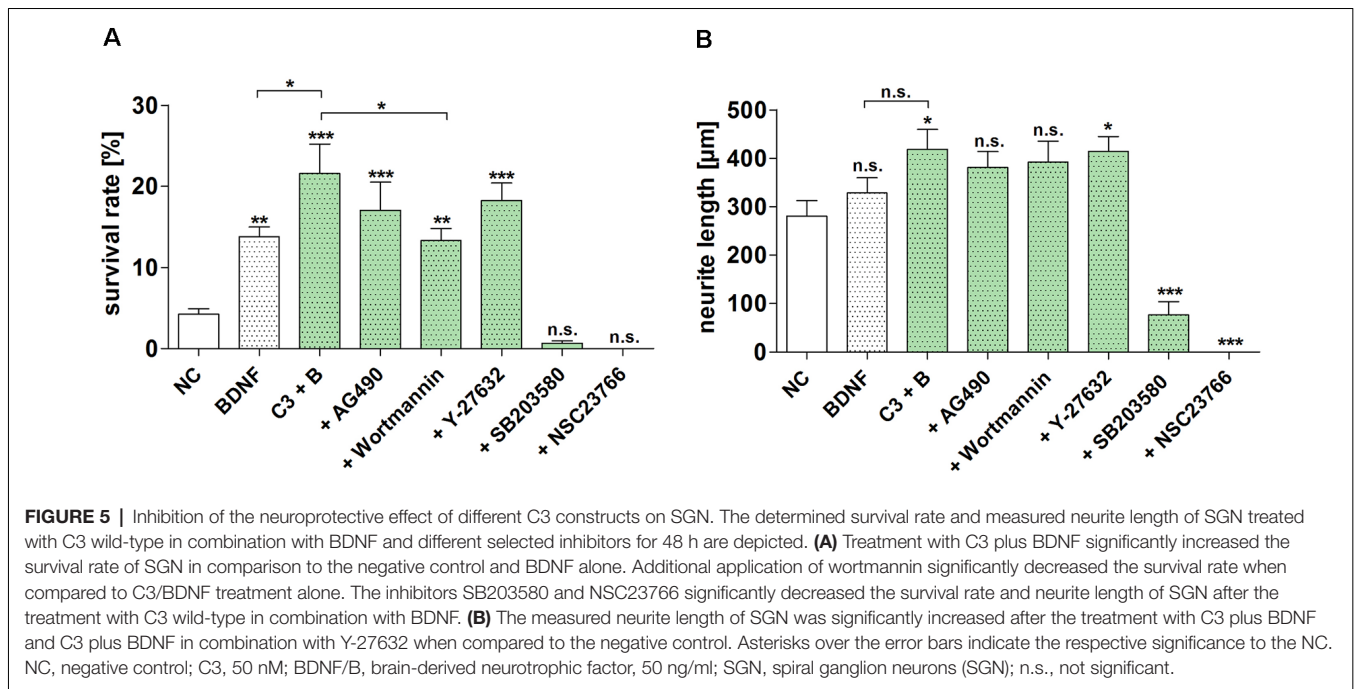 A
B
*
*
n.s.
30
20
10
0
survival rate [%]
**
***
***
**
***
n.s.
n.s.
NC
BDNF
C3 + B
+ AG490
+ Wortmannin
+ Y-27632
+ SB203580
+ NSC23766
500
400
300
200
100
0
neurite length [µm]
n.s.
*
n.s.
n.s.
*
***
***
NC
BDNF
C3 + B
+ AG490
+ Wortmannin
+ Y-27632
+ SB203580
+ NSC23766
FIGURE 5 | Inhibition of the neuroprotective effect of different C3 constructs on SGN. The determined survival rate and measured neurite length of SGN treated
with C3 wild-type in combination with BDNF and different selected inhibitors for 48 h are depicted. (A) Treatment with C3 plus BDNF significantly increased the
survival rate of SGN in comparison to the negative control and BDNF alone. Additional application of wortmannin significantly decreased the survival rate when
compared to C3/BDNF treatment alone. The inhibitors SB203580 and NSC23766 significantly decreased the survival rate and neurite length of SGN after the
treatment with C3 wild-type in combination with BDNF. (B) The measured neurite length of SGN was significantly increased after the treatment with C3 plus BDNF
and C3 plus BDNF in combination with Y-27632 when compared to the negative control. Asterisks over the error bars indicate the respective significance to the NC.
NC, negative control; C3, 50 nM; BDNF/B, brain-derived neurotrophic factor, 50 ng/ml; SGN, spiral ganglion neurons (SGN); n.s., not significant.